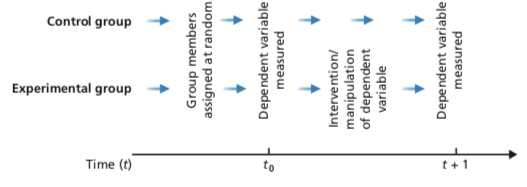 Control group
Experimental group
Group members
assigned at random
Dependent variable
measured
Intervention/
manipulation
of dependent
variable
Dependent variable
measured
Time (t)
t0
t + 1